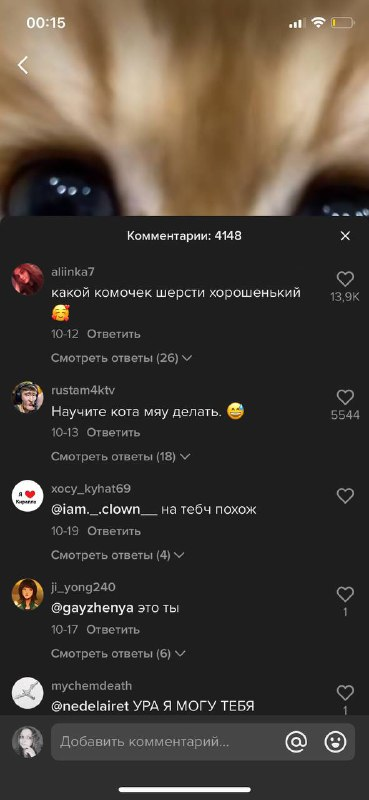 00:15
Комментарии: 4148
aliinka7
какой комочек шерсти хорошенький
🥰
13,9K
10-12 Ответить
Смотреть ответы (26)
rustam4ktv
Научите кота мяу делать. 😅
5544
10-13 Ответить
Смотреть ответы (18)
Я ❤ Кирилла
xocy_kyhat69
@iam._.clown__ на тебч похож
10-19 Ответить
Смотреть ответы (4)
ji_yong240
@gayzhenya это ты
1
10-17 Ответить
Смотреть ответы (6)
mychemdeath
@nedelairet УРА Я МОГУ ТЕБЯ
1
Добавить комментарий...